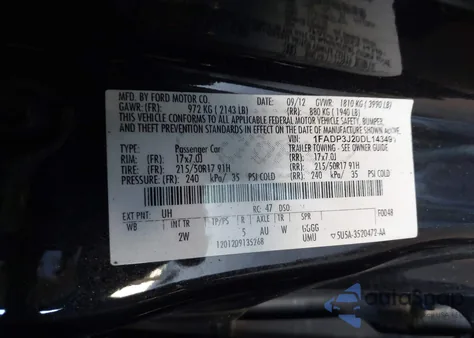 MFD. BY FORD MOTOR CO.
DATE: 09/12 GVWR: 1810 KG (3990 LB)
GAWR: (FR): 972 KG (2143 LB) (RR): 880 KG (1940 LB)
THIS VEHICLE CONFORMS TO ALL APPLICABLE FEDERAL MOTOR VEHICLE SAFETY, BUMPER,
AND THEFT PREVENTION STANDARDS IN EFFECT ON THE DATE OF MANUFACTURE SHOWN ABOVE.
VIN: 1FADP3J20DL14349
TYPE: Passenger Car TRAILER TOWING - SEE OWNER GUIDE
RIM: (FR) 17x7.0J (RR) 17x7.0J
TIRE: (FR) 215/50R17 91H (RR) 215/50R17 91H
PRESSURE: (FR) 240 kPa/ 35 PSI COLD (RR) 240 kPa/ 35 PSI COLD
RC: 47 DSO: F0048
EXT PNT: UH
WB INT TR TP/PS R AXLE TR SPR
2W 5 AU W GGGG
UMU
12012D9135268 5U5A-3520472-AA
autoSnap